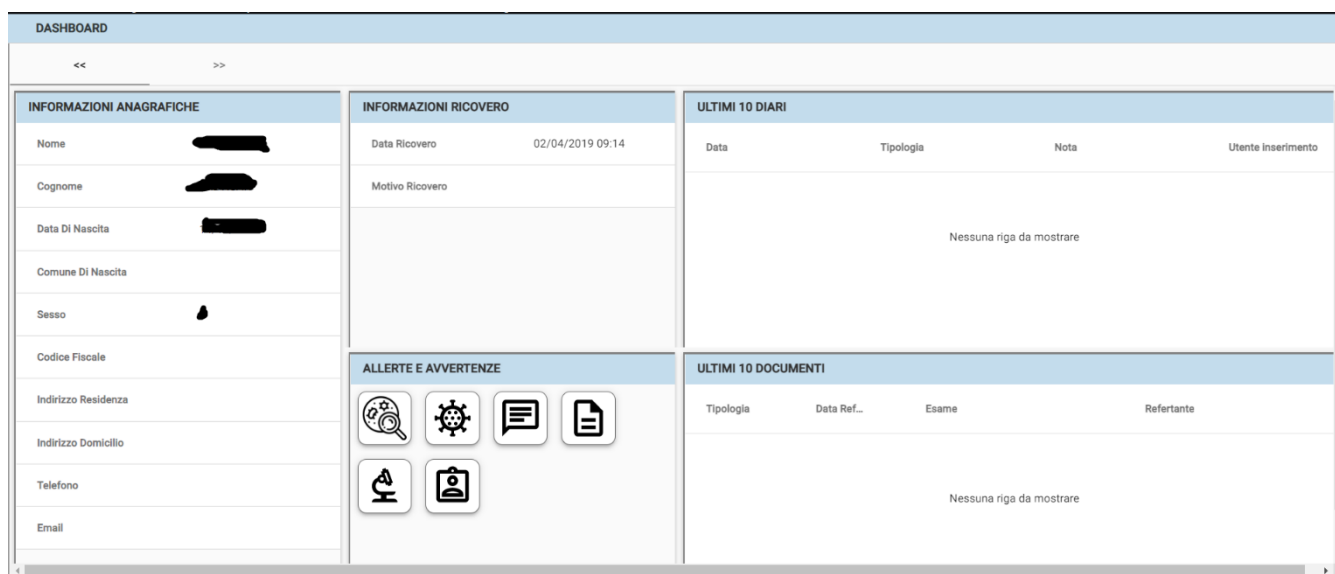 DASHBOARD
<< >>
INFORMAZIONI ANAGRAFICHE
Nome
Cognome
Data Di Nascita
Comune Di Nascita
Sesso
Codice Fiscale
Indirizzo Residenza
Indirizzo Domicilio
Telefono
Email
INFORMAZIONI RICOVERO
Data Ricovero 02/04/2019 09:14
Motivo Ricovero
ALLERTE E AVVERTENZE
ULTIMI 10 DIARI
Data Tipologia Nota Utente inserimento
Nessuna riga da mostrare
ULTIMI 10 DOCUMENTI
Tipologia Data Ref... Esame Refertante
Nessuna riga da mostrare